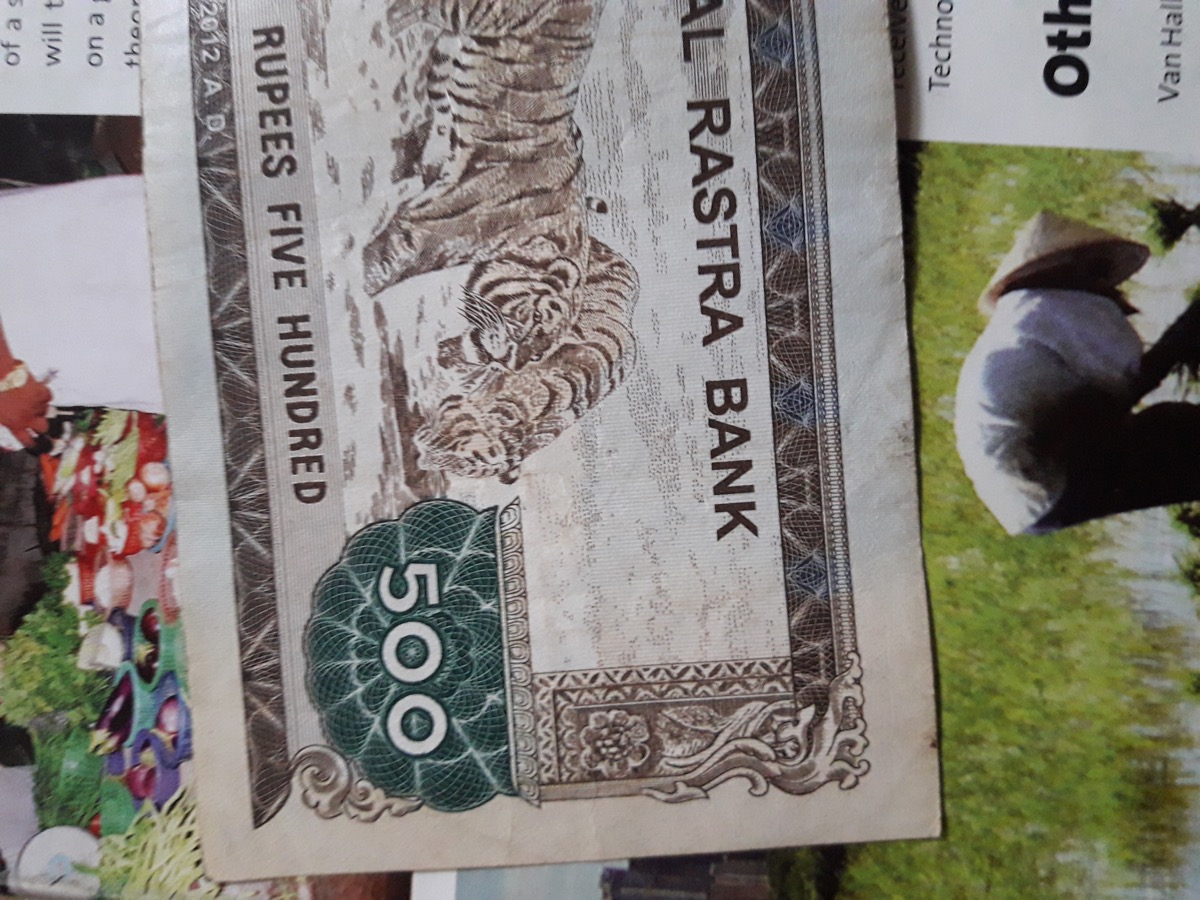 of a s
will t
on a g
theor
2012 A. D.
RUPEES FIVE HUNDRED
500
AL RASTRA BANK
receive
Techno
Oth
Van Hall